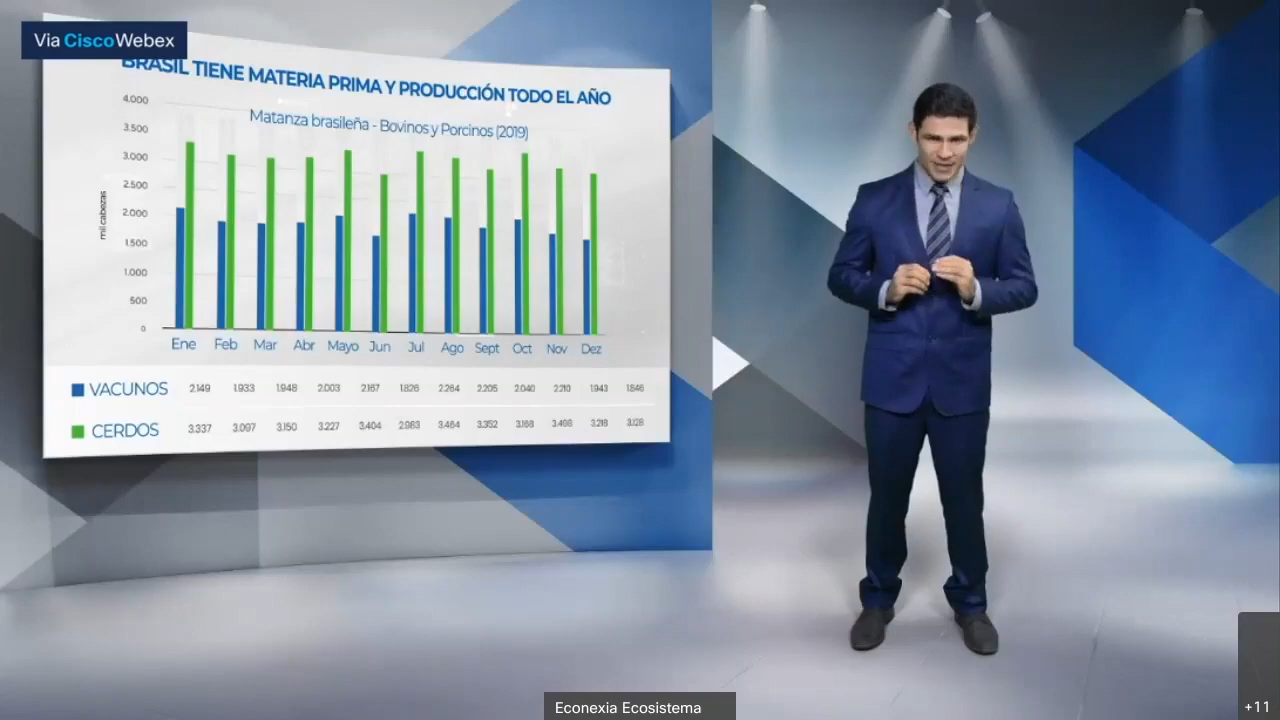 Via Cisco Webex
BRASIL TIENE MATERIA PRIMA Y PRODUCCIÓN TODO EL AÑO
Matanza brasileña - Bovinos y Porcinos (2019)
4.000
3.500
3.000
2.500
2.000
1.500
1.000
500
0
mil cabezas
Ene Feb Mar Abr Mayo Jun Jul Ago Sept Oct Nov Dez
VACUNOS 2.149 1.933 1.948 2.003 2.167 1.826 2.264 2.205 2.040 2.210 1.943 1.846
CERDOS 3.337 3.097 3.150 3.227 3.404 2.983 3.464 3.352 3.168 3.498 3.218 3.128
Econexia Ecosistema
+11